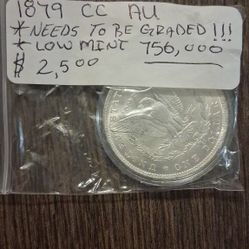 1879 CC AU
* NEEDS TO BE GRADED!!!
* LOW MINT 756,000
$2,500